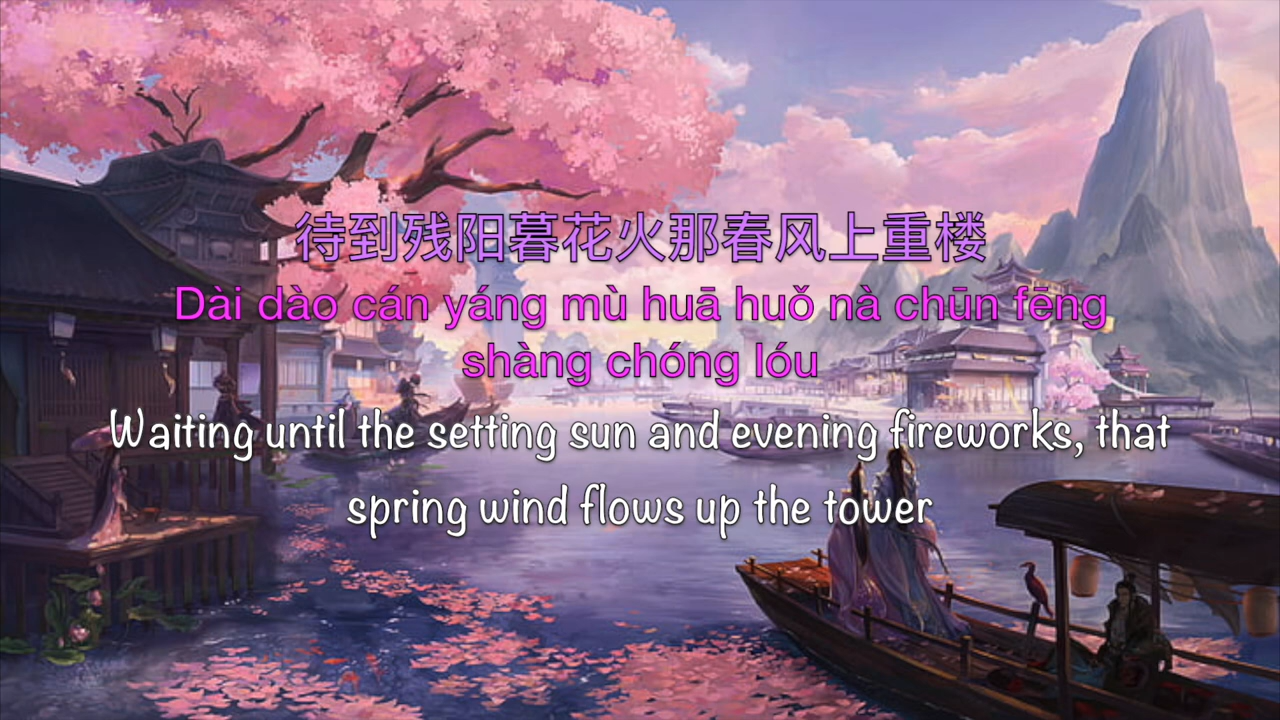 待到残阳暮花火那春风上重楼
Dài dào cán yáng mù huā huǒ nà chūn fēng
shàng chóng lóu
Waiting until the setting sun and evening fireworks, that
spring wind flows up the tower